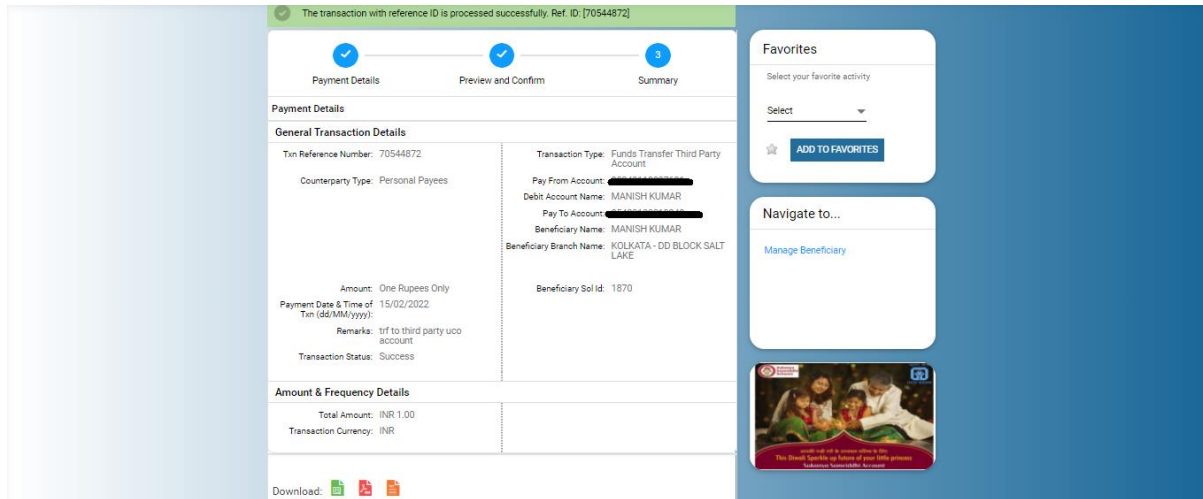 The transaction with reference ID is processed successfully. Ref. ID: [70544872]
3
Payment Details
Preview and Confirm
Summary
Payment Details
General Transaction Details
Txn Reference Number: 70544872
Counterparty Type: Personal Payees
Amount: One Rupees Only
Payment Date & Time of
Txn (dd/MM/yyyy): 15/02/2022
Remarks: trf to third party uco
account
Transaction Status: Success
Transaction Type: Funds Transfer Third Party
Account
Pay From Account:
Debit Account Name: MANISH KUMAR
Pay To Account:
Beneficiary Name: MANISH KUMAR
Beneficiary Branch Name: KOLKATA - DD BLOCK SALT
LAKE
Beneficiary Sol Id: 1870
Amount & Frequency Details
Total Amount: INR 1.00
Transaction Currency: INR
Download:
Favorites
Select your favorite activity
Select
ADD TO FAVORITES
Navigate to...
Manage Beneficiary
This Diwali Sparkle up future of your little princess
Sukanya Samriddhi Account